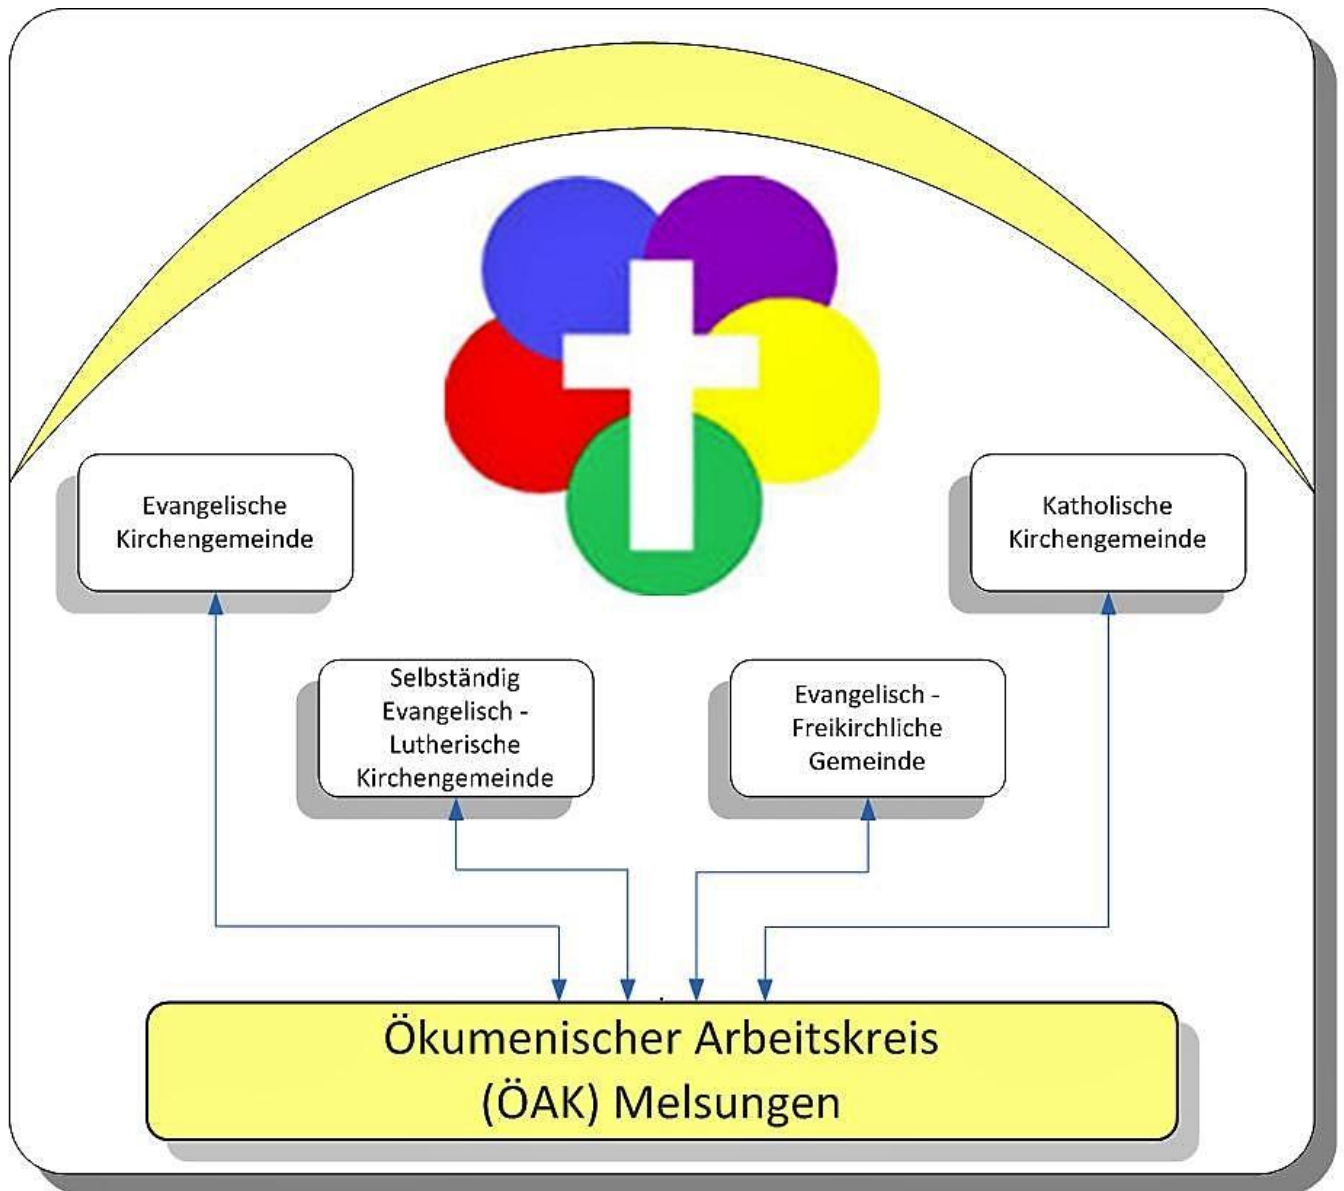 Evangelische
Kirchengemeinde
Katholische
Kirchengemeinde
Selbständig
Evangelisch -
Lutherische
Kirchengemeinde
Evangelisch -
Freikirchliche
Gemeinde
Ökumenischer Arbeitskreis
(ÖAK) Melsungen